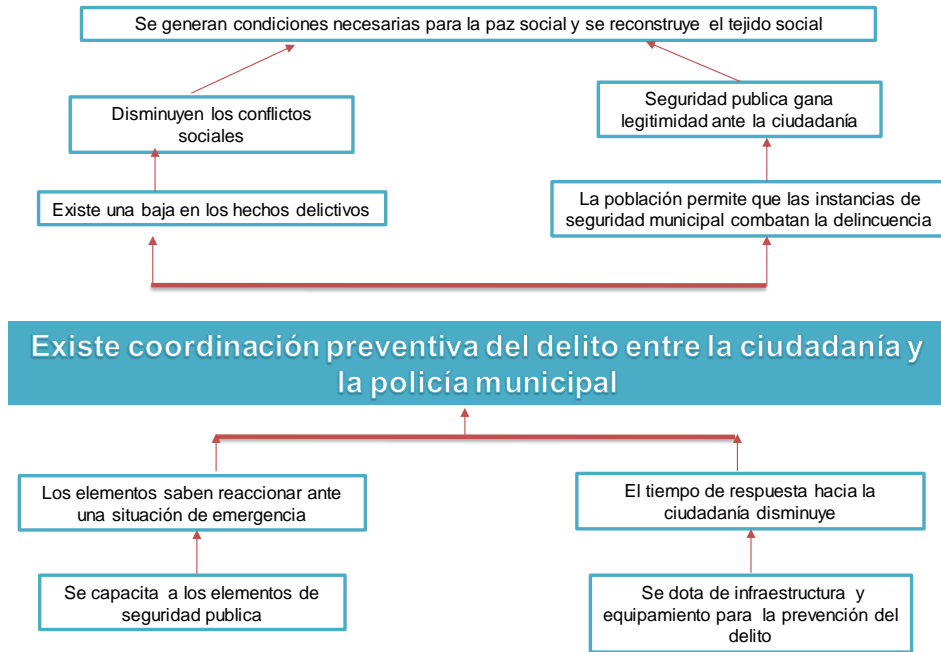 Se generan condiciones necesarias para la paz social y se reconstruye el tejido social
Disminuyen los conflictos
sociales
Seguridad publica gana
legitimidad ante la ciudadanía
Existe una baja en los hechos delictivos
La población permite que las instancias de
seguridad municipal combatan la delincuencia
Existe coordinación preventiva del delito entre la ciudadanía y
la policía municipal
Los elementos saben reaccionar ante
una situación de emergencia
El tiempo de respuesta hacia la
ciudadanía disminuye
Se capacita a los elementos de
seguridad publica
Se dota de infraestructura y
equipamiento para la prevención del
delito